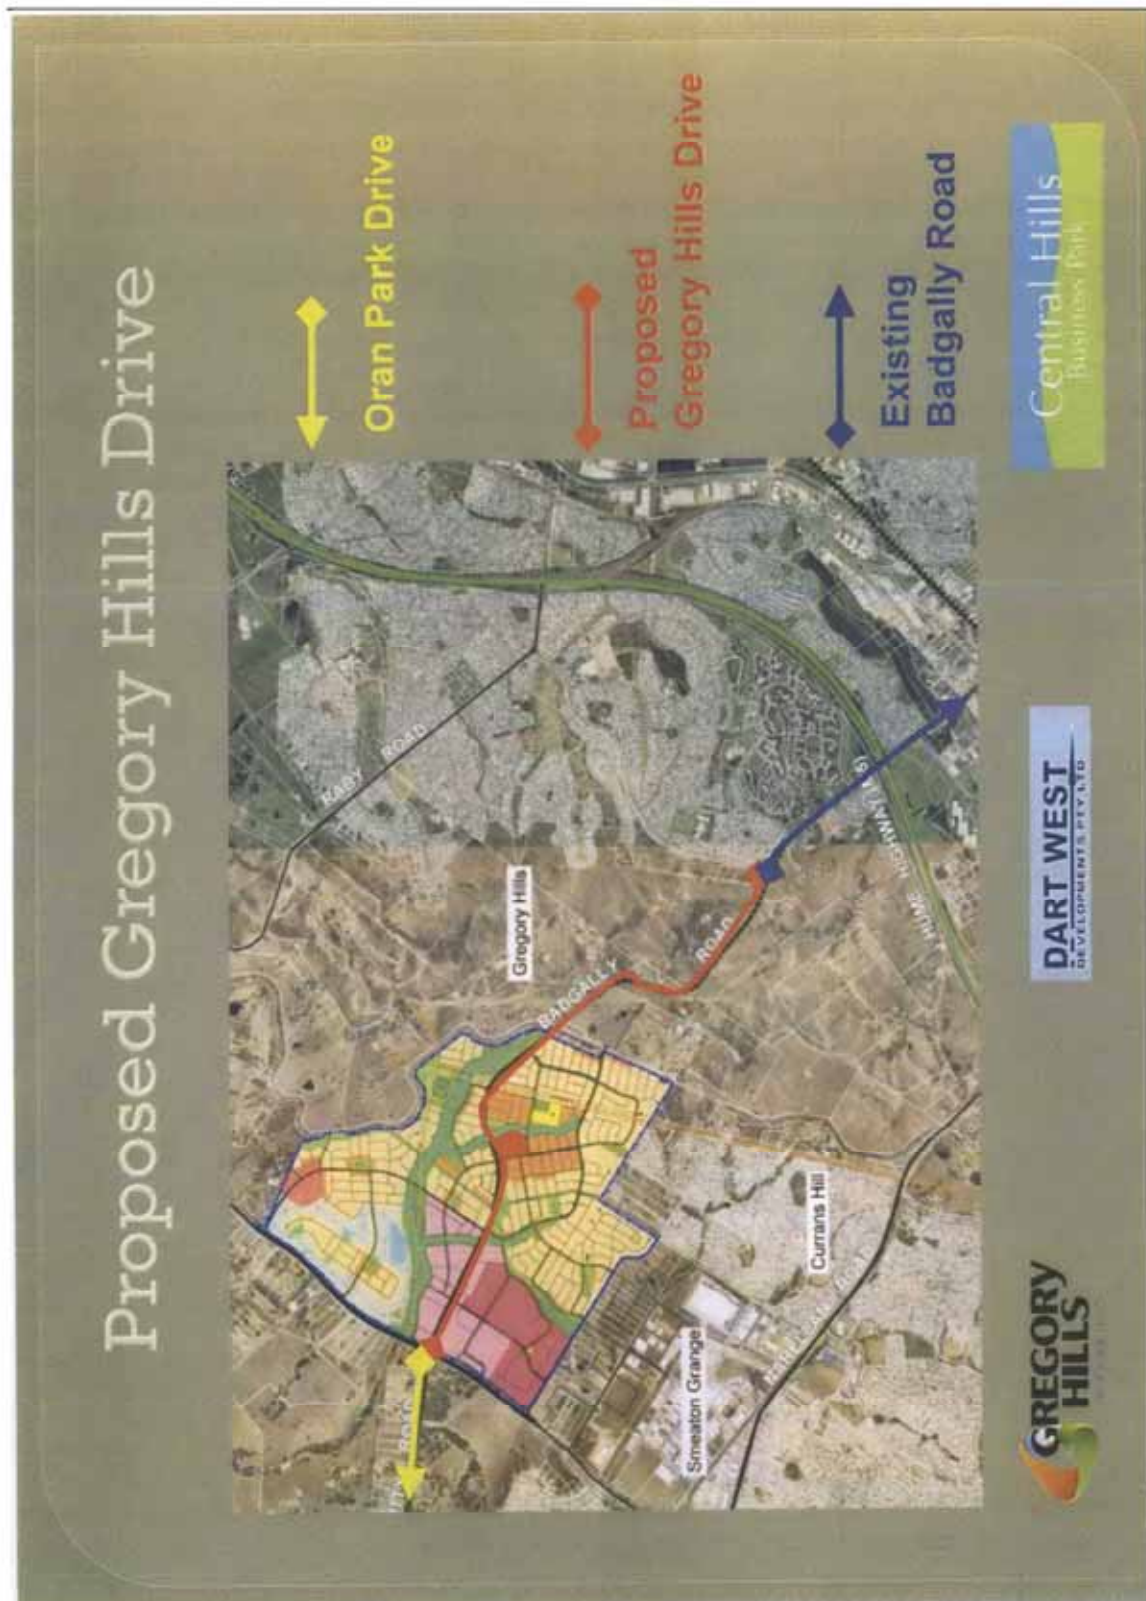 Proposed Gregory Hills Drive
Oran Park Drive
Proposed
Gregory Hills Drive
Existing
Badgally Road
RABY ROAD
Gregory Hills
BADGALLY ROAD
HUME HIGHWAY
Currans Hill
Smeaton Grange
ROAD
GREGORY
HILLS
DART WEST
DEVELOPMENTS PTY LTD
Central Hills
Business Park